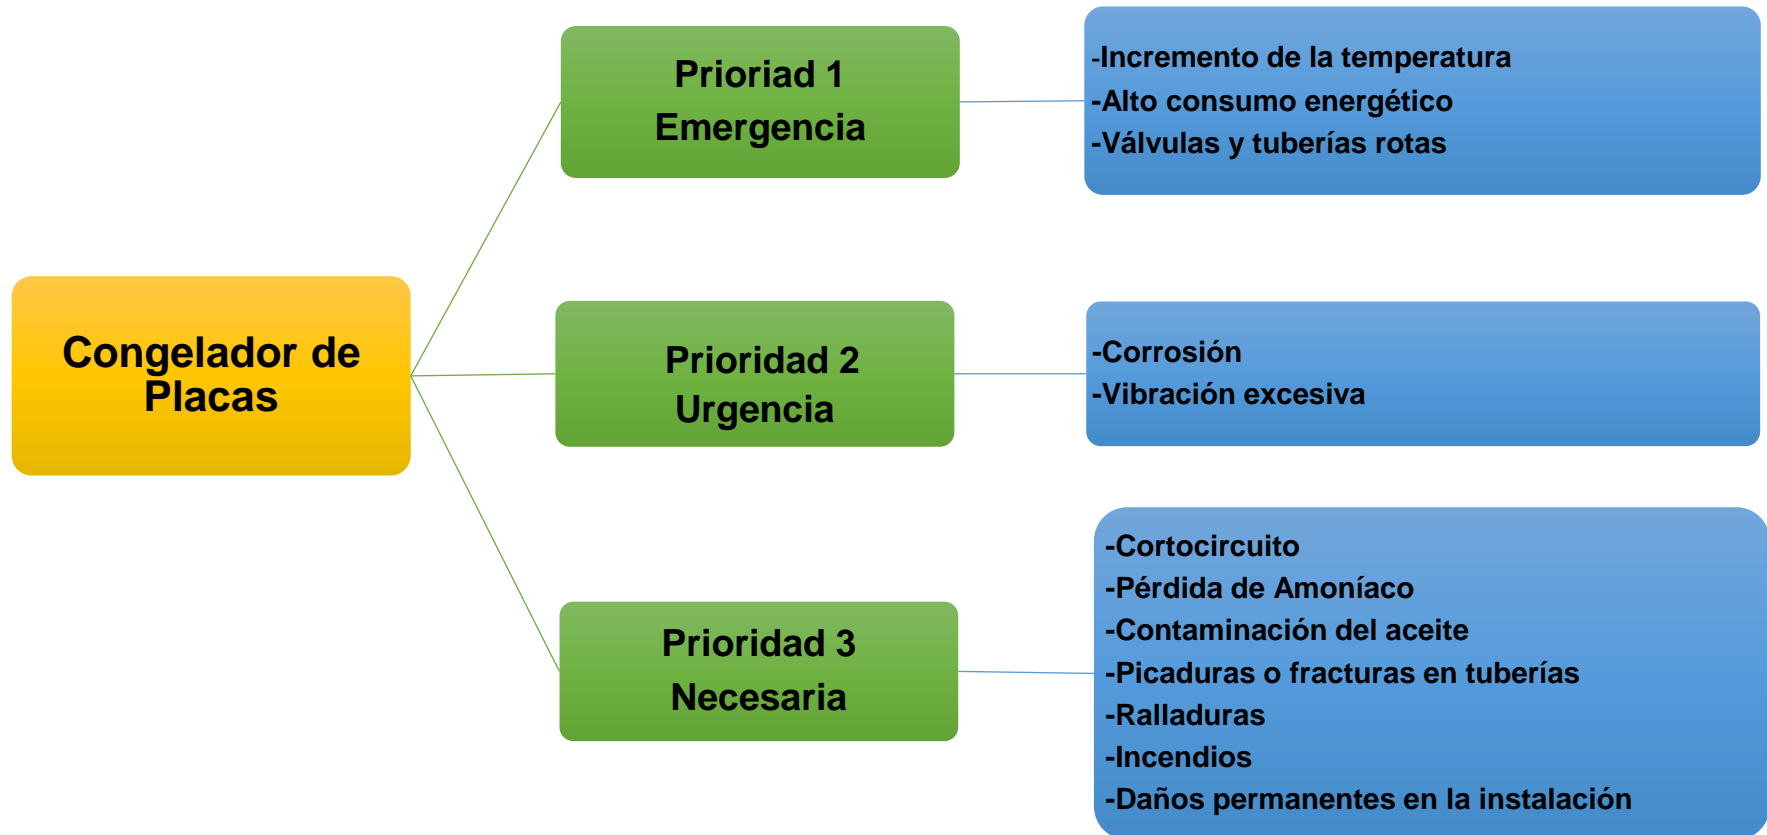 Congelador de
Placas
Prioriad 1
Emergencia
-Incremento de la temperatura
-Alto consumo energético
-Válvulas y tuberías rotas
Prioridad 2
Urgencia
-Corrosión
-Vibración excesiva
Prioridad 3
Necesaria
-Cortocircuito
-Pérdida de Amoníaco
-Contaminación del aceite
-Picaduras o fracturas en tuberías
-Ralladuras
-Incendios
-Daños permanentes en la instalación